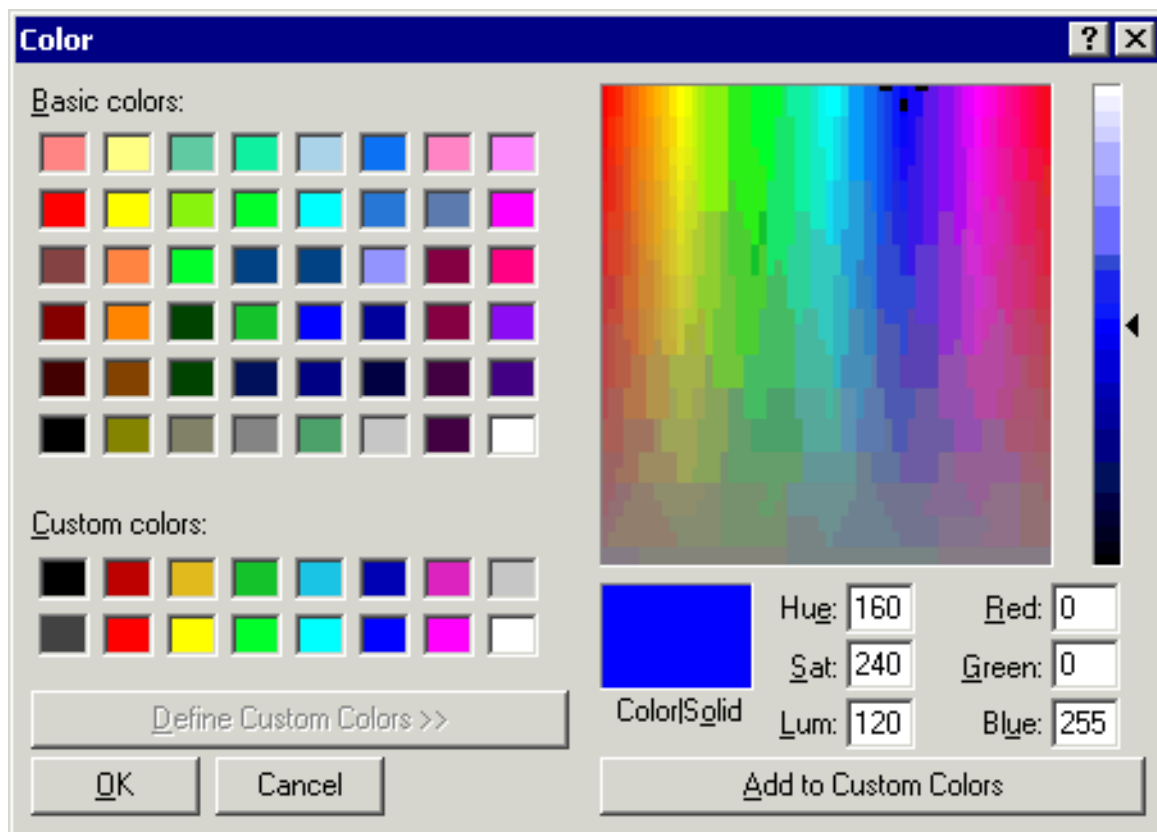 Color
Basic colors:
Custom colors:
Define Custom Colors >>
OK Cancel
Color|Solid
Hue: 160 Red: 0
Sat: 240 Green: 0
Lum: 120 Blue: 255
Add to Custom Colors